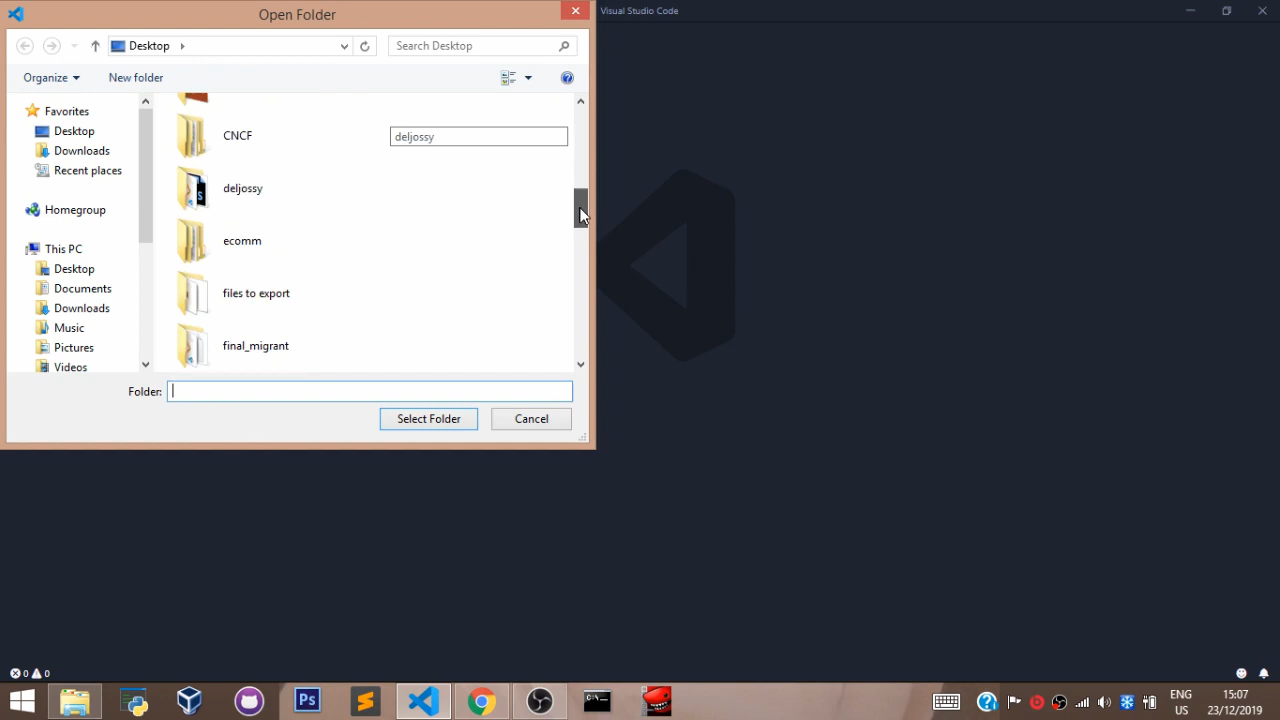 Open Folder
Visual Studio Code
Desktop
Search Desktop
Organize
New folder
Favorites
Desktop
Downloads
Recent places
Homegroup
This PC
Desktop
Documents
Downloads
Music
Pictures
Videos
CNCF
deljossy
deljossy
ecomm
files to export
final_migrant
Folder:
Select Folder
Cancel
0 0
Ps
ENG
US
15:07
23/12/2019